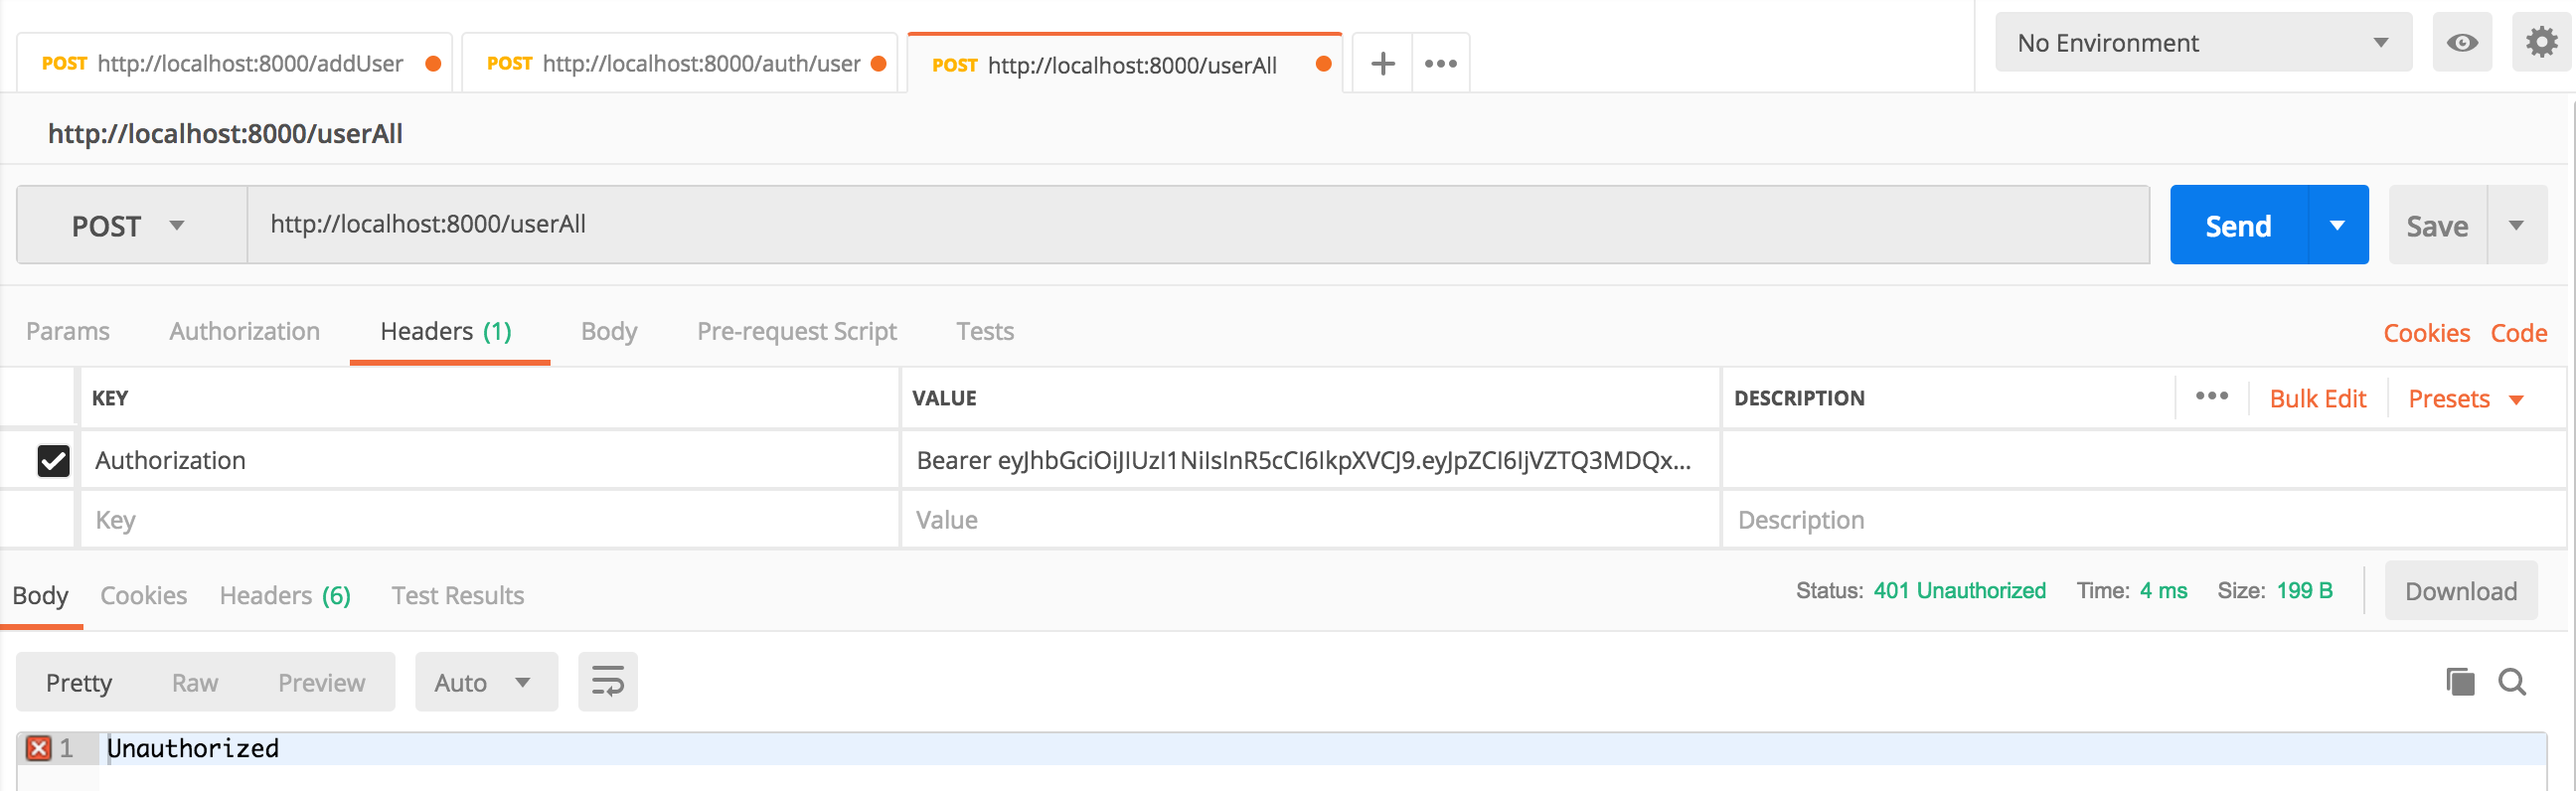 POST http://localhost:8000/addUser POST http://localhost:8000/auth/user POST http://localhost:8000/userAll + ••• No Environment
http://localhost:8000/userAll
POST http://localhost:8000/userAll Send Save
Params Authorization Headers (1) Body Pre-request Script Tests Cookies Code
KEY VALUE DESCRIPTION ••• Bulk Edit Presets
Authorization Bearer eyJhbGciOiJIUzI1NiIsInR5cCI6IkpXVCJ9.eyJpZCI6IjVZTQ3MDQx...
Key Value Description
Body Cookies Headers (6) Test Results Status: 401 Unauthorized Time: 4 ms Size: 199 B Download
Pretty Raw Preview Auto
1 Unauthorized